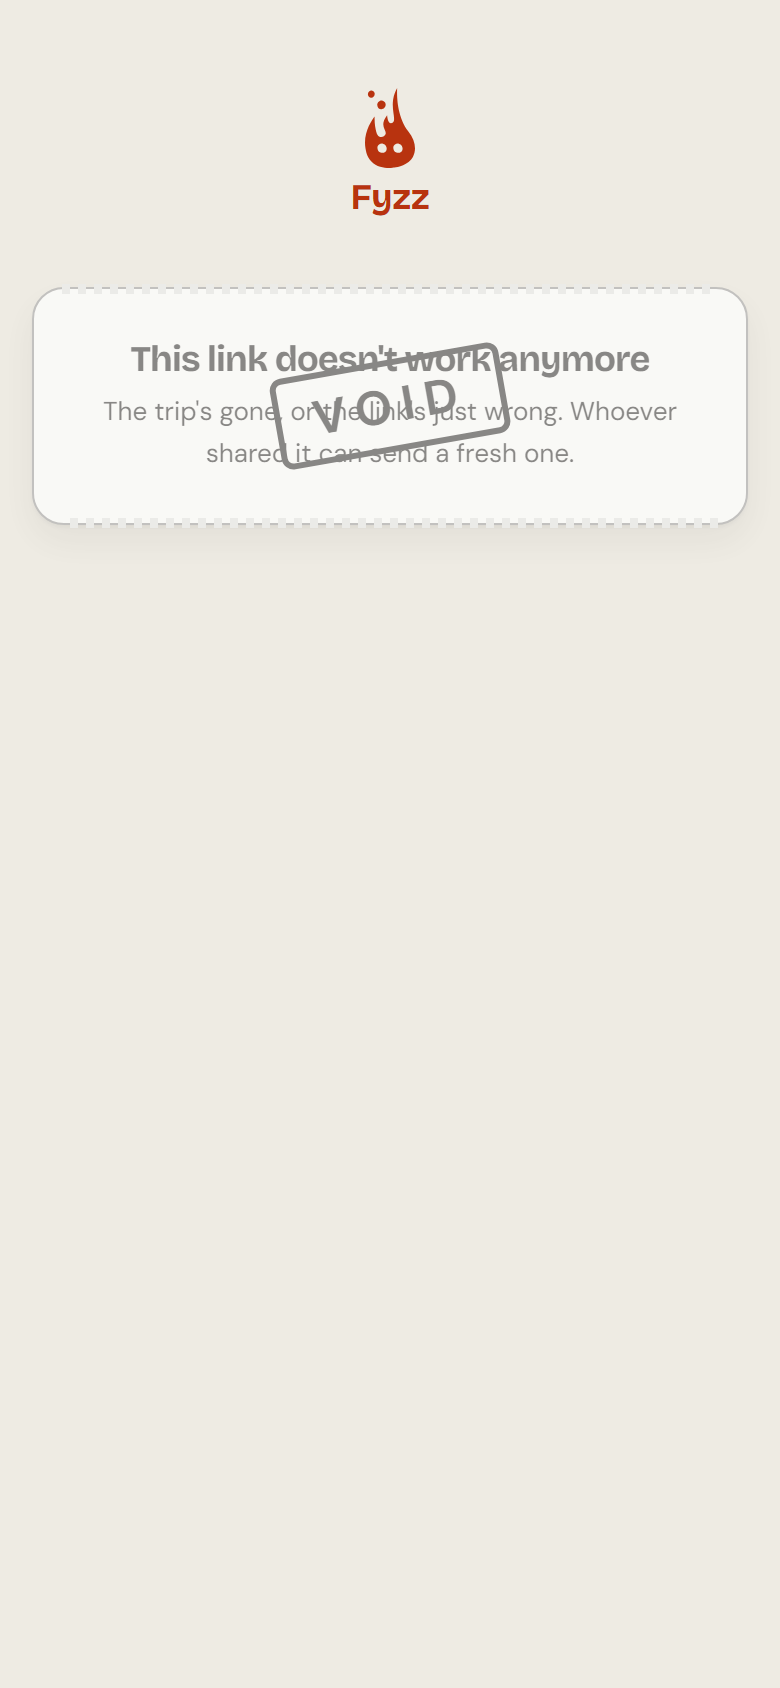 Fyzz
This link doesn't work anymore
The trip's gone, or the link's just wrong. Whoever
shared it can send a fresh one.
VOID